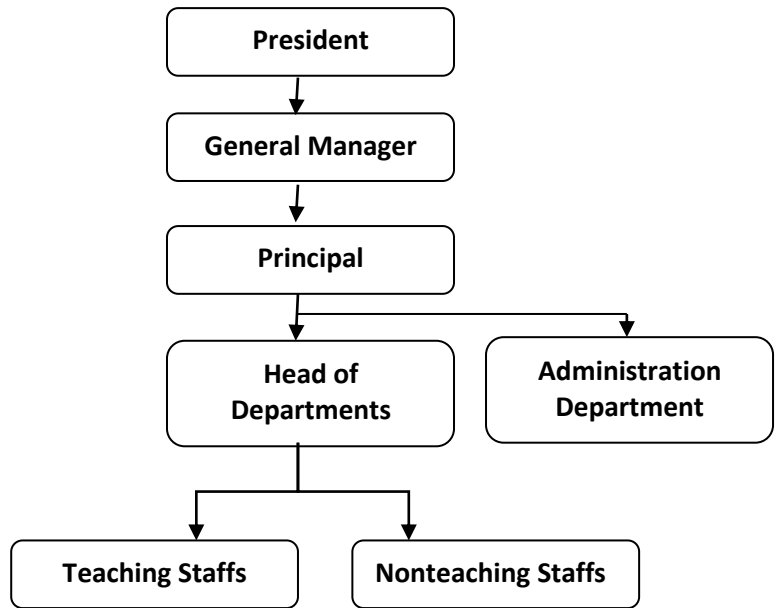 President
General Manager
Principal
Head of
Departments
Administration
Department
Teaching Staffs
Nonteaching Staffs